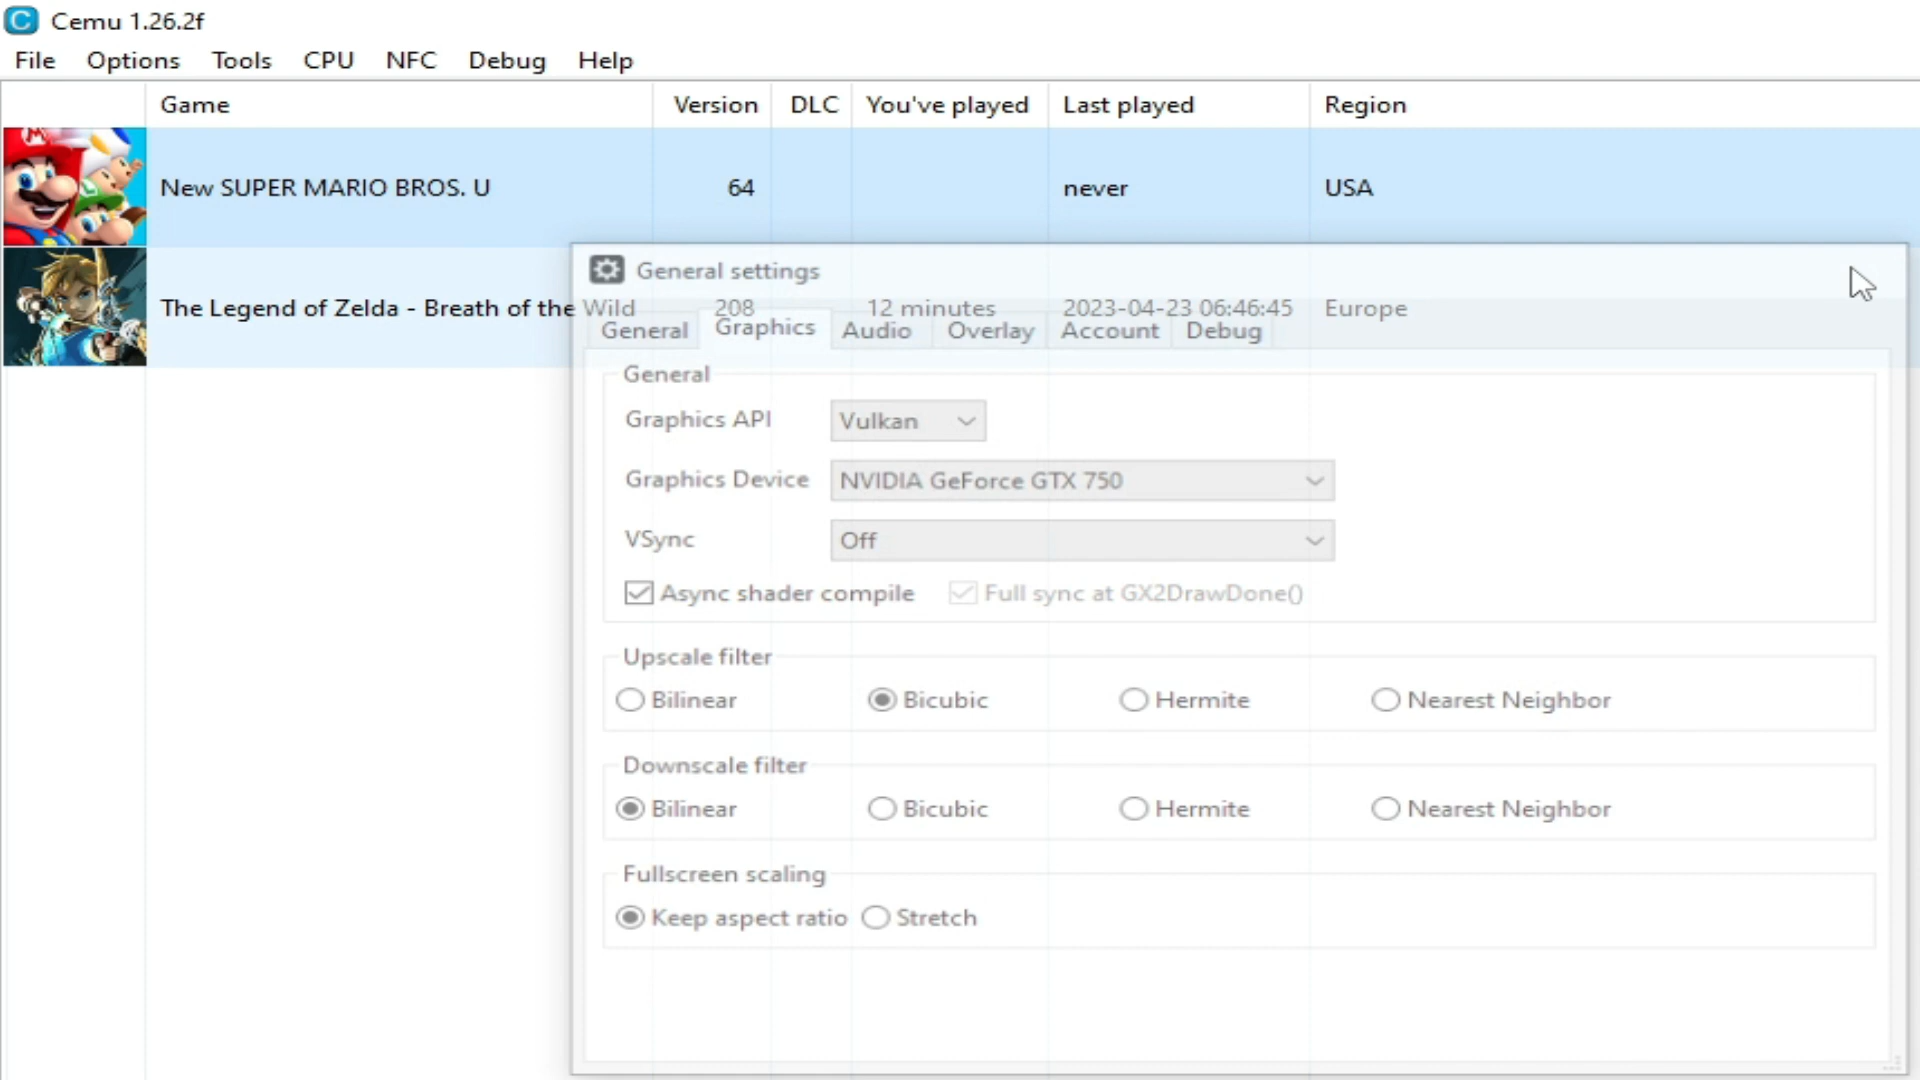 Cemu 1.26.2f
File Options Tools CPU NFC Debug Help
Game Version DLC You've played Last played Region
New SUPER MARIO BROS. U 64 never USA
General settings
The Legend of Zelda - Breath of the Wild 208 12 minutes 2023-04-23 06:46:45 Europe
General Graphics Audio Overlay Account Debug
General
Graphics API Vulkan
Graphics Device NVIDIA GeForce GTX 750
VSync Off
Async shader compile Full sync at GX2DrawDone()
Upscale filter
Bilinear Bicubic Hermite Nearest Neighbor
Downscale filter
Bilinear Bicubic Hermite Nearest Neighbor
Fullscreen scaling
Keep aspect ratio Stretch